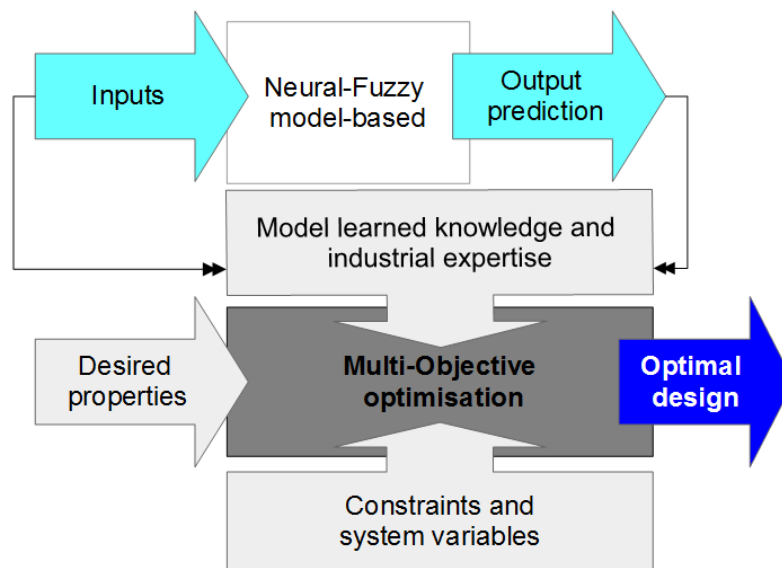 Inputs
Neural-Fuzzy
model-based
Output
prediction
Model learned knowledge and
industrial expertise
Desired
properties
Multi-Objective
optimisation
Optimal
design
Constraints and
system variables